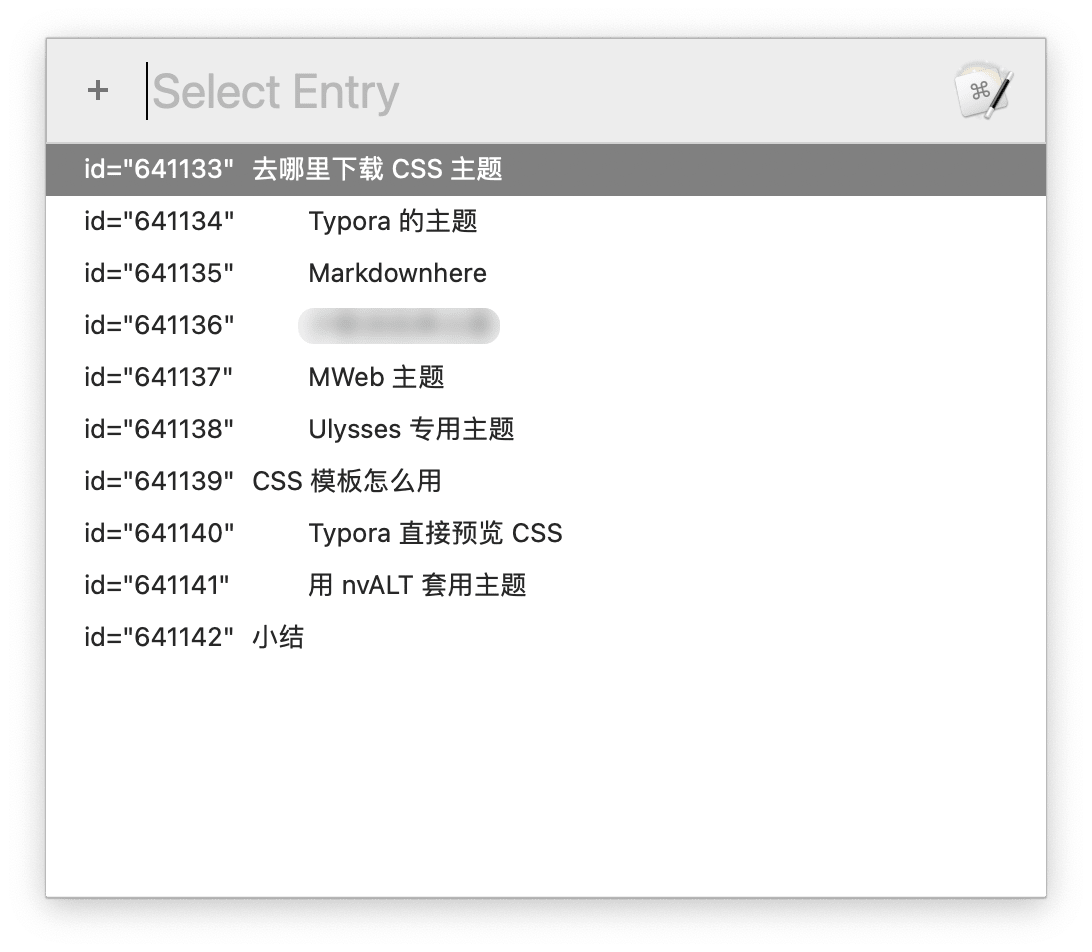 + Select Entry
id="641133" 去哪里下载 CSS 主题
id="641134" Typora 的主题
id="641135" Markdownhere
id="641136"
id="641137" MWeb 主题
id="641138" Ulysses 专用主题
id="641139" CSS 模板怎么用
id="641140" Typora 直接预览 CSS
id="641141" 用 nvALT 套用主题
id="641142" 小结